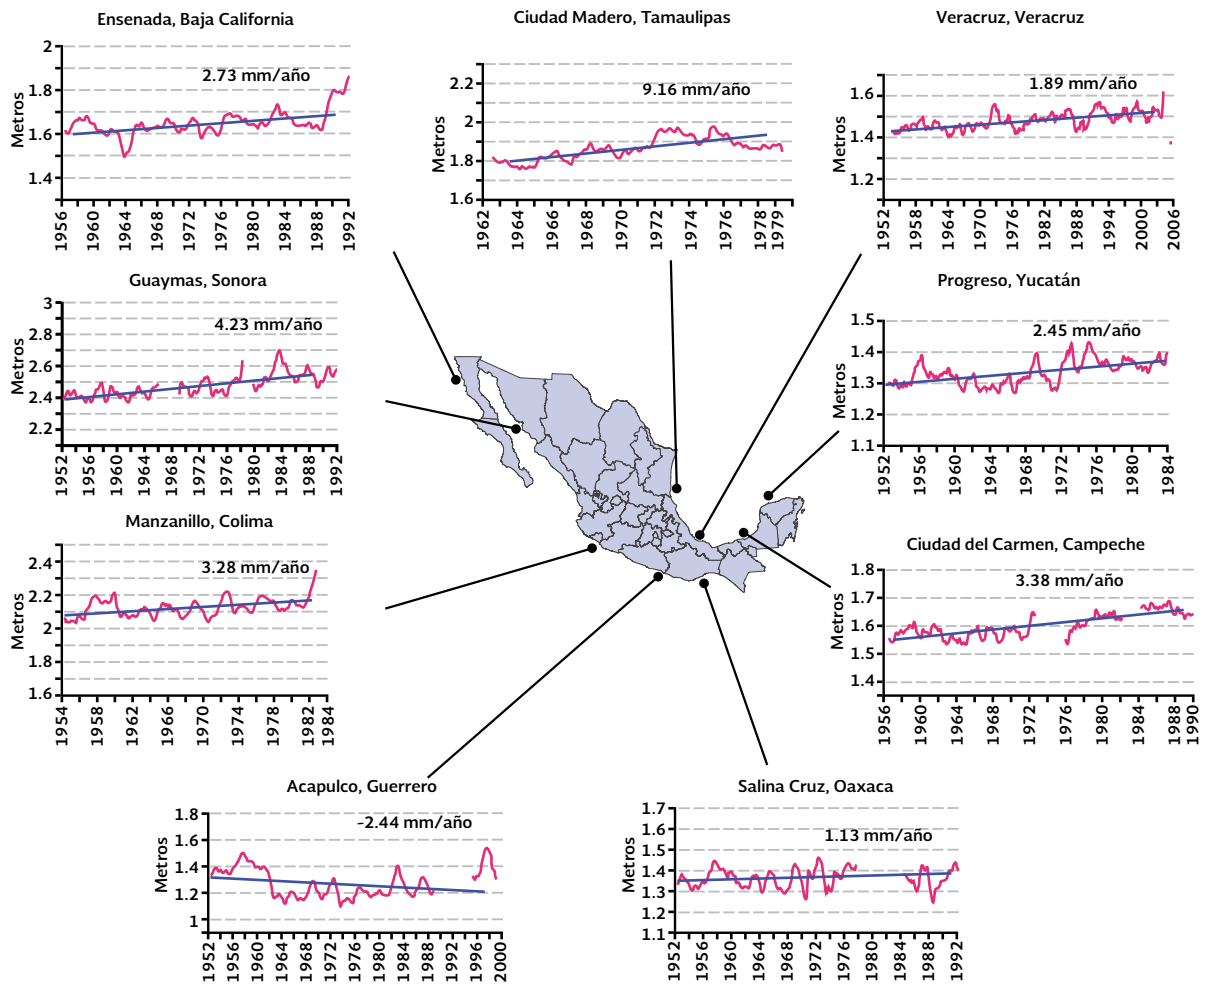 Ensenada, Baja California
2.73 mm/año
Metros
2
1.8
1.6
1.4
1956 1960 1964 1968 1972 1976 1980 1984 1988 1992
Ciudad Madero, Tamaulipas
9.16 mm/año
Metros
2.2
2
1.8
1.6
1962 1964 1966 1968 1970 1972 1974 1976 1978 1979
Veracruz, Veracruz
1.89 mm/año
Metros
1.6
1.4
1.2
1952 1958 1958 1964 1970 1976 1982 1988 1994 2000 2006
Guaymas, Sonora
4.23 mm/año
Metros
3
2.8
2.6
2.4
2.2
1952 1956 1960 1964 1968 1972 1976 1980 1984 1988 1992
Progreso, Yucatán
2.45 mm/año
Metros
1.5
1.4
1.3
1.2
1.1
1952 1956 1960 1964 1968 1972 1976 1980 1984
Manzanillo, Colima
3.28 mm/año
Metros
2.4
2.2
2
1.8
1.6
1954 1958 1962 1966 1970 1974 1978 1982 1984
Ciudad del Carmen, Campeche
3.38 mm/año
Metros
1.8
1.7
1.6
1.5
1.4
1956 1960 1964 1968 1972 1976 1980 1984 1988 1990
Acapulco, Guerrero
-2.44 mm/año
Metros
1.8
1.6
1.4
1.2
1
1952 1956 1960 1964 1968 1972 1976 1980 1984 1988 1992 1996 2000
Salina Cruz, Oaxaca
1.13 mm/año
Metros
1.7
1.6
1.5
1.4
1.3
1.2
1.1
1952 1956 1960 1964 1968 1972 1976 1980 1984 1988 1992